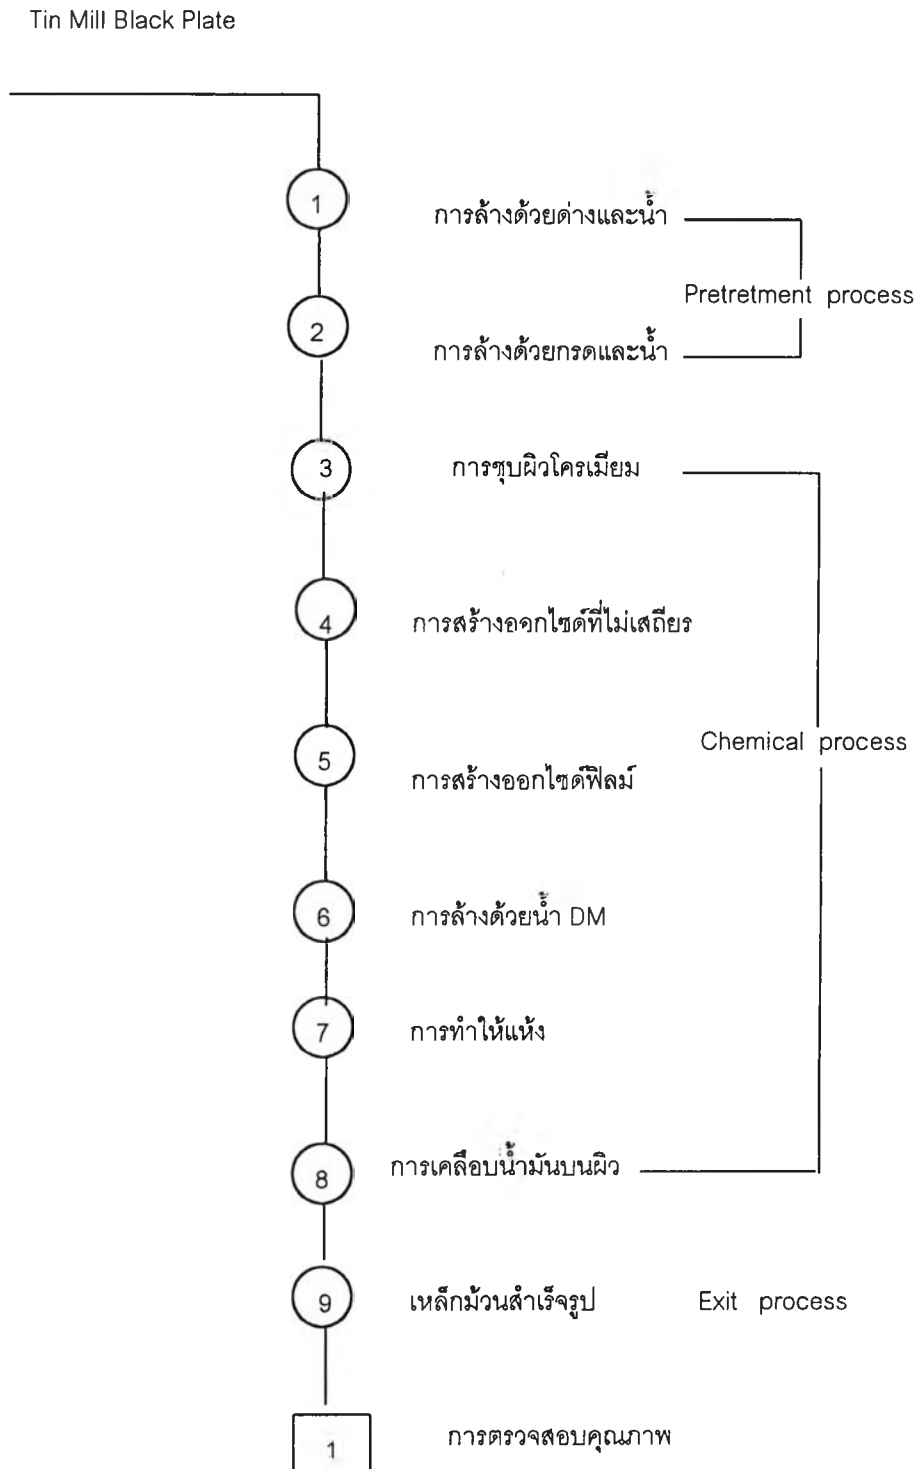 Tin Mill Black Plate
1 การล้างด้วยด่างและน้ำ
Pretretment process
2 การล้างด้วยกรดและน้ำ
3 การชุบผิวโครเมียม
4 การสร้างออกไซด์ที่ไม่เสถียร
Chemical process
5 การสร้างออกไซด์ฟิลม์
6 การล้างด้วยน้ำ DM
7 การทำให้แห้ง
8 การเคลือบน้ำมันบนผิว
9 เหล็กม้วนสำเร็จรูป Exit process
1 การตรวจสอบคุณภาพ